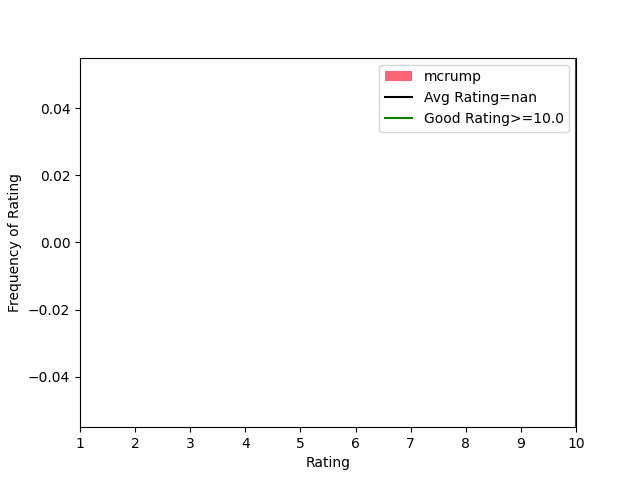 mcrump
Avg Rating=nan
Good Rating>=10.0
0.04
0.02
0.00
−0.02
−0.04
Frequency of Rating
1 2 3 4 5 6 7 8 9 10
Rating